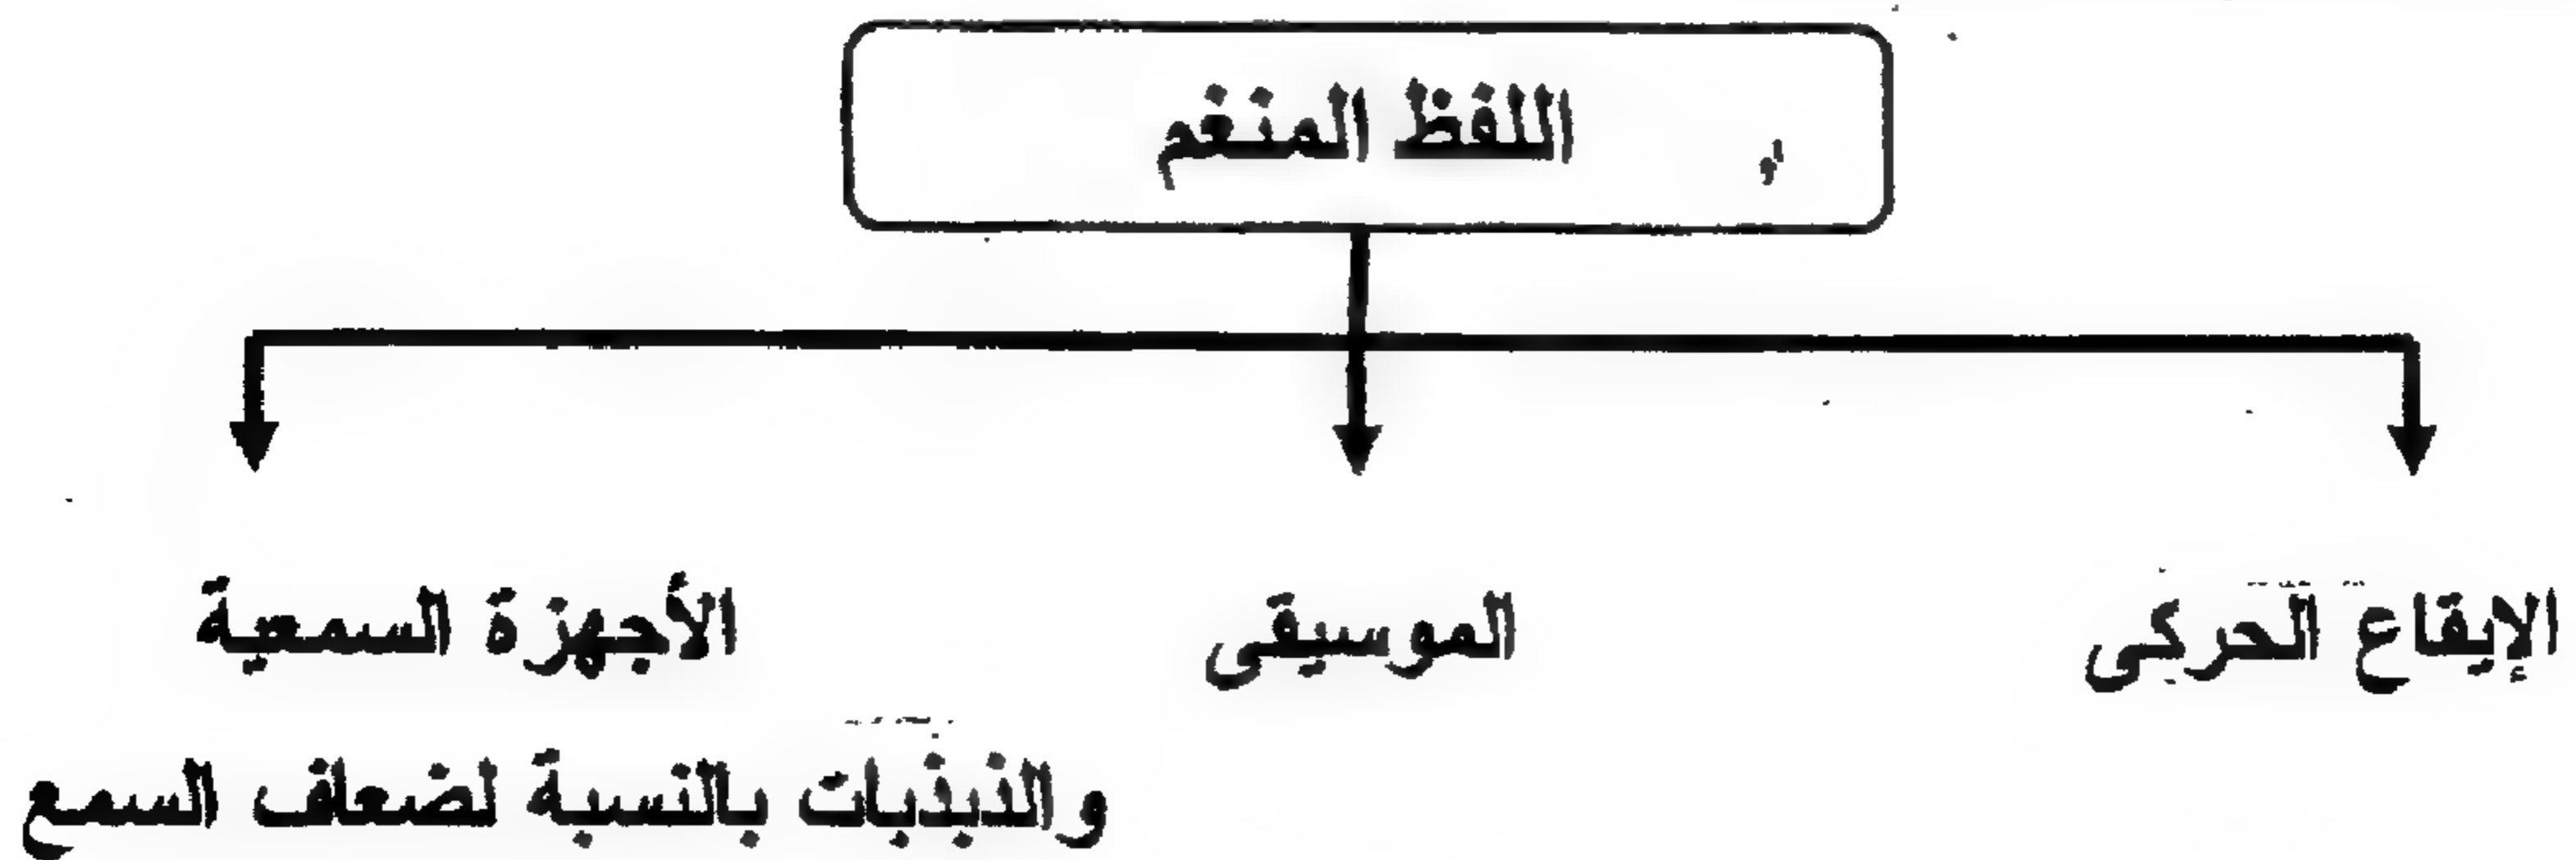 اللفظ المنغم
الإيقاع الحركى
الموسيقى
الأجهزة السمعية
والذبذبات بالنسبة لضعاف السمع